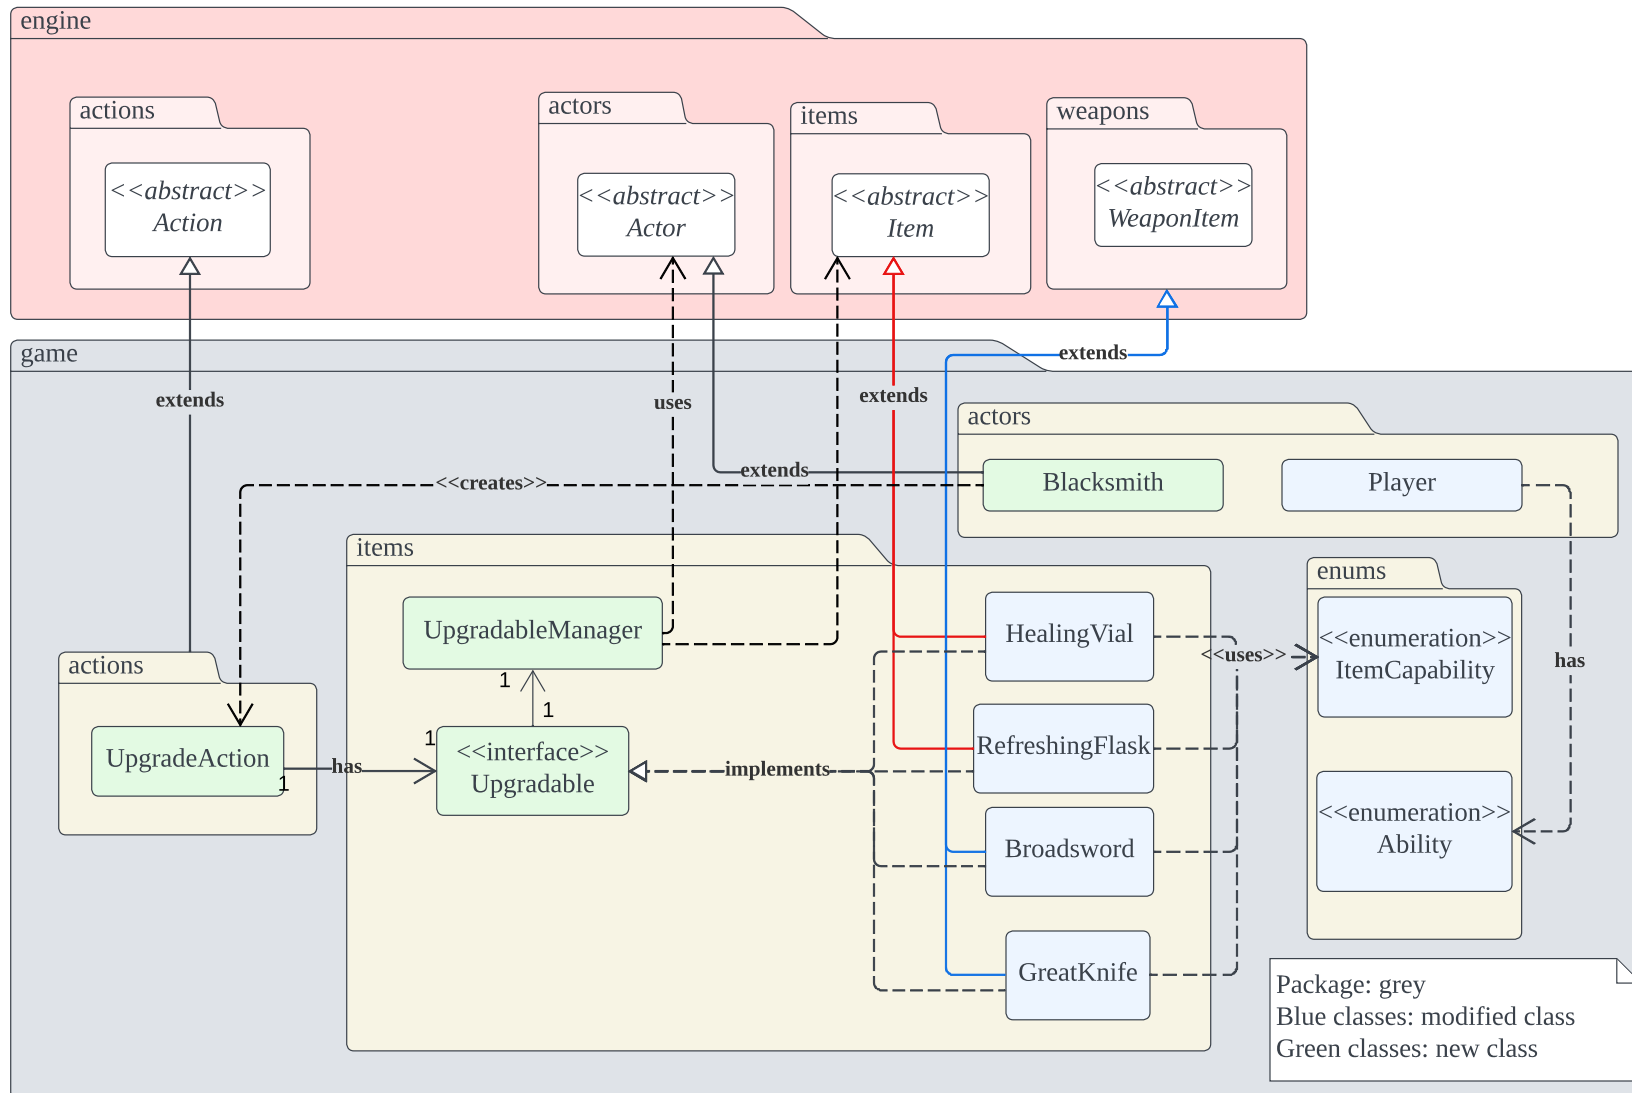 engine
actions
<<abstract>>
Action
actors
<<abstract>>
Actor
items
<<abstract>>
Item
weapons
<<abstract>>
WeaponItem
game
extends
extends
uses
extends
extends
<<creates>>
actors
Blacksmith
Player
items
UpgradableManager
1
1
1
<<interface>>
Upgradable
actions
UpgradeAction
1
has
implements
HealingVial
RefreshingFlask
Broadsword
GreatKnife
<<uses>>
enums
<<enumeration>>
ItemCapability
<<enumeration>>
Ability
has
Package: grey
Blue classes: modified class
Green classes: new class